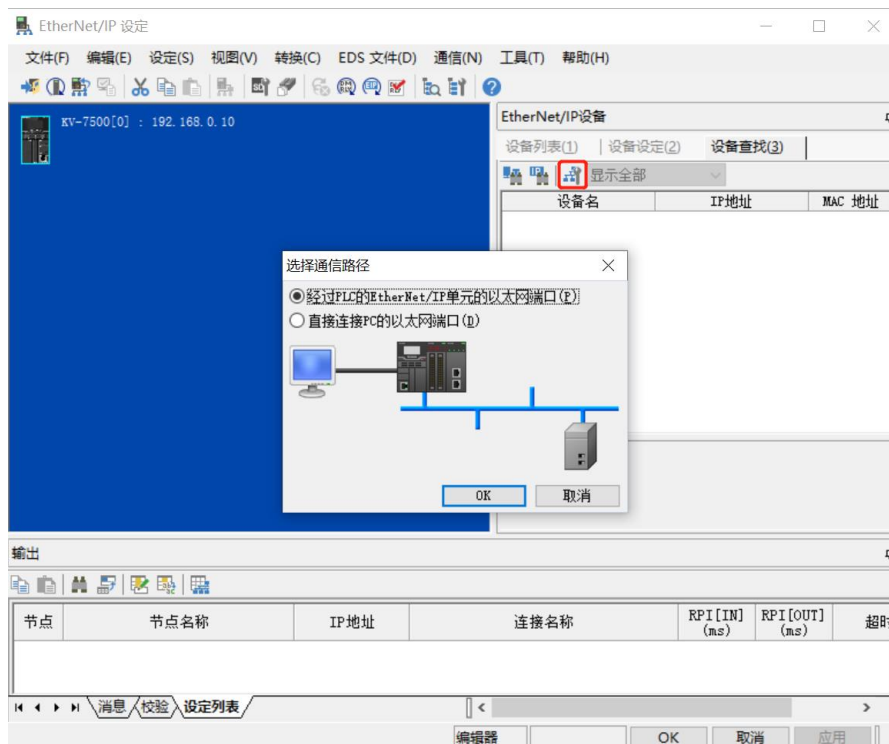 EtherNet/IP 设定
文件(F) 编辑(E) 设定(S) 视图(V) 转换(C) EDS 文件(D) 通信(N) 工具(T) 帮助(H)
KV-7500[0] : 192.168.0.10
EtherNet/IP设备
设备列表(1) 设备设定(2) 设备查找(3)
显示全部
设备名 IP地址 MAC 地址
选择通信路径
经过PLC的EtherNet/IP单元的以太网端口(P)
直接连接PC的以太网端口(D)
OK 取消
输出
节点 节点名称 IP地址 连接名称 RPI[IN] (ms) RPI[OUT] (ms) 超时
消息 校验 设定列表
编辑器 OK 取消 应用